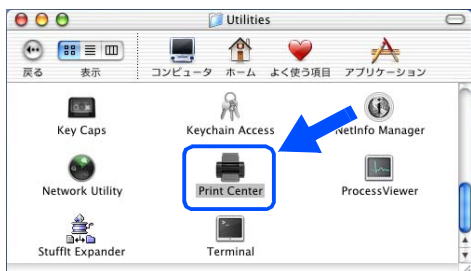 Utilities
戻る 表示 コンピュータ ホーム よく使う項目 アプリケーション
Key Caps Keychain Access NetInfo Manager
Network Utility Print Center ProcessViewer
StuffIt Expander Terminal